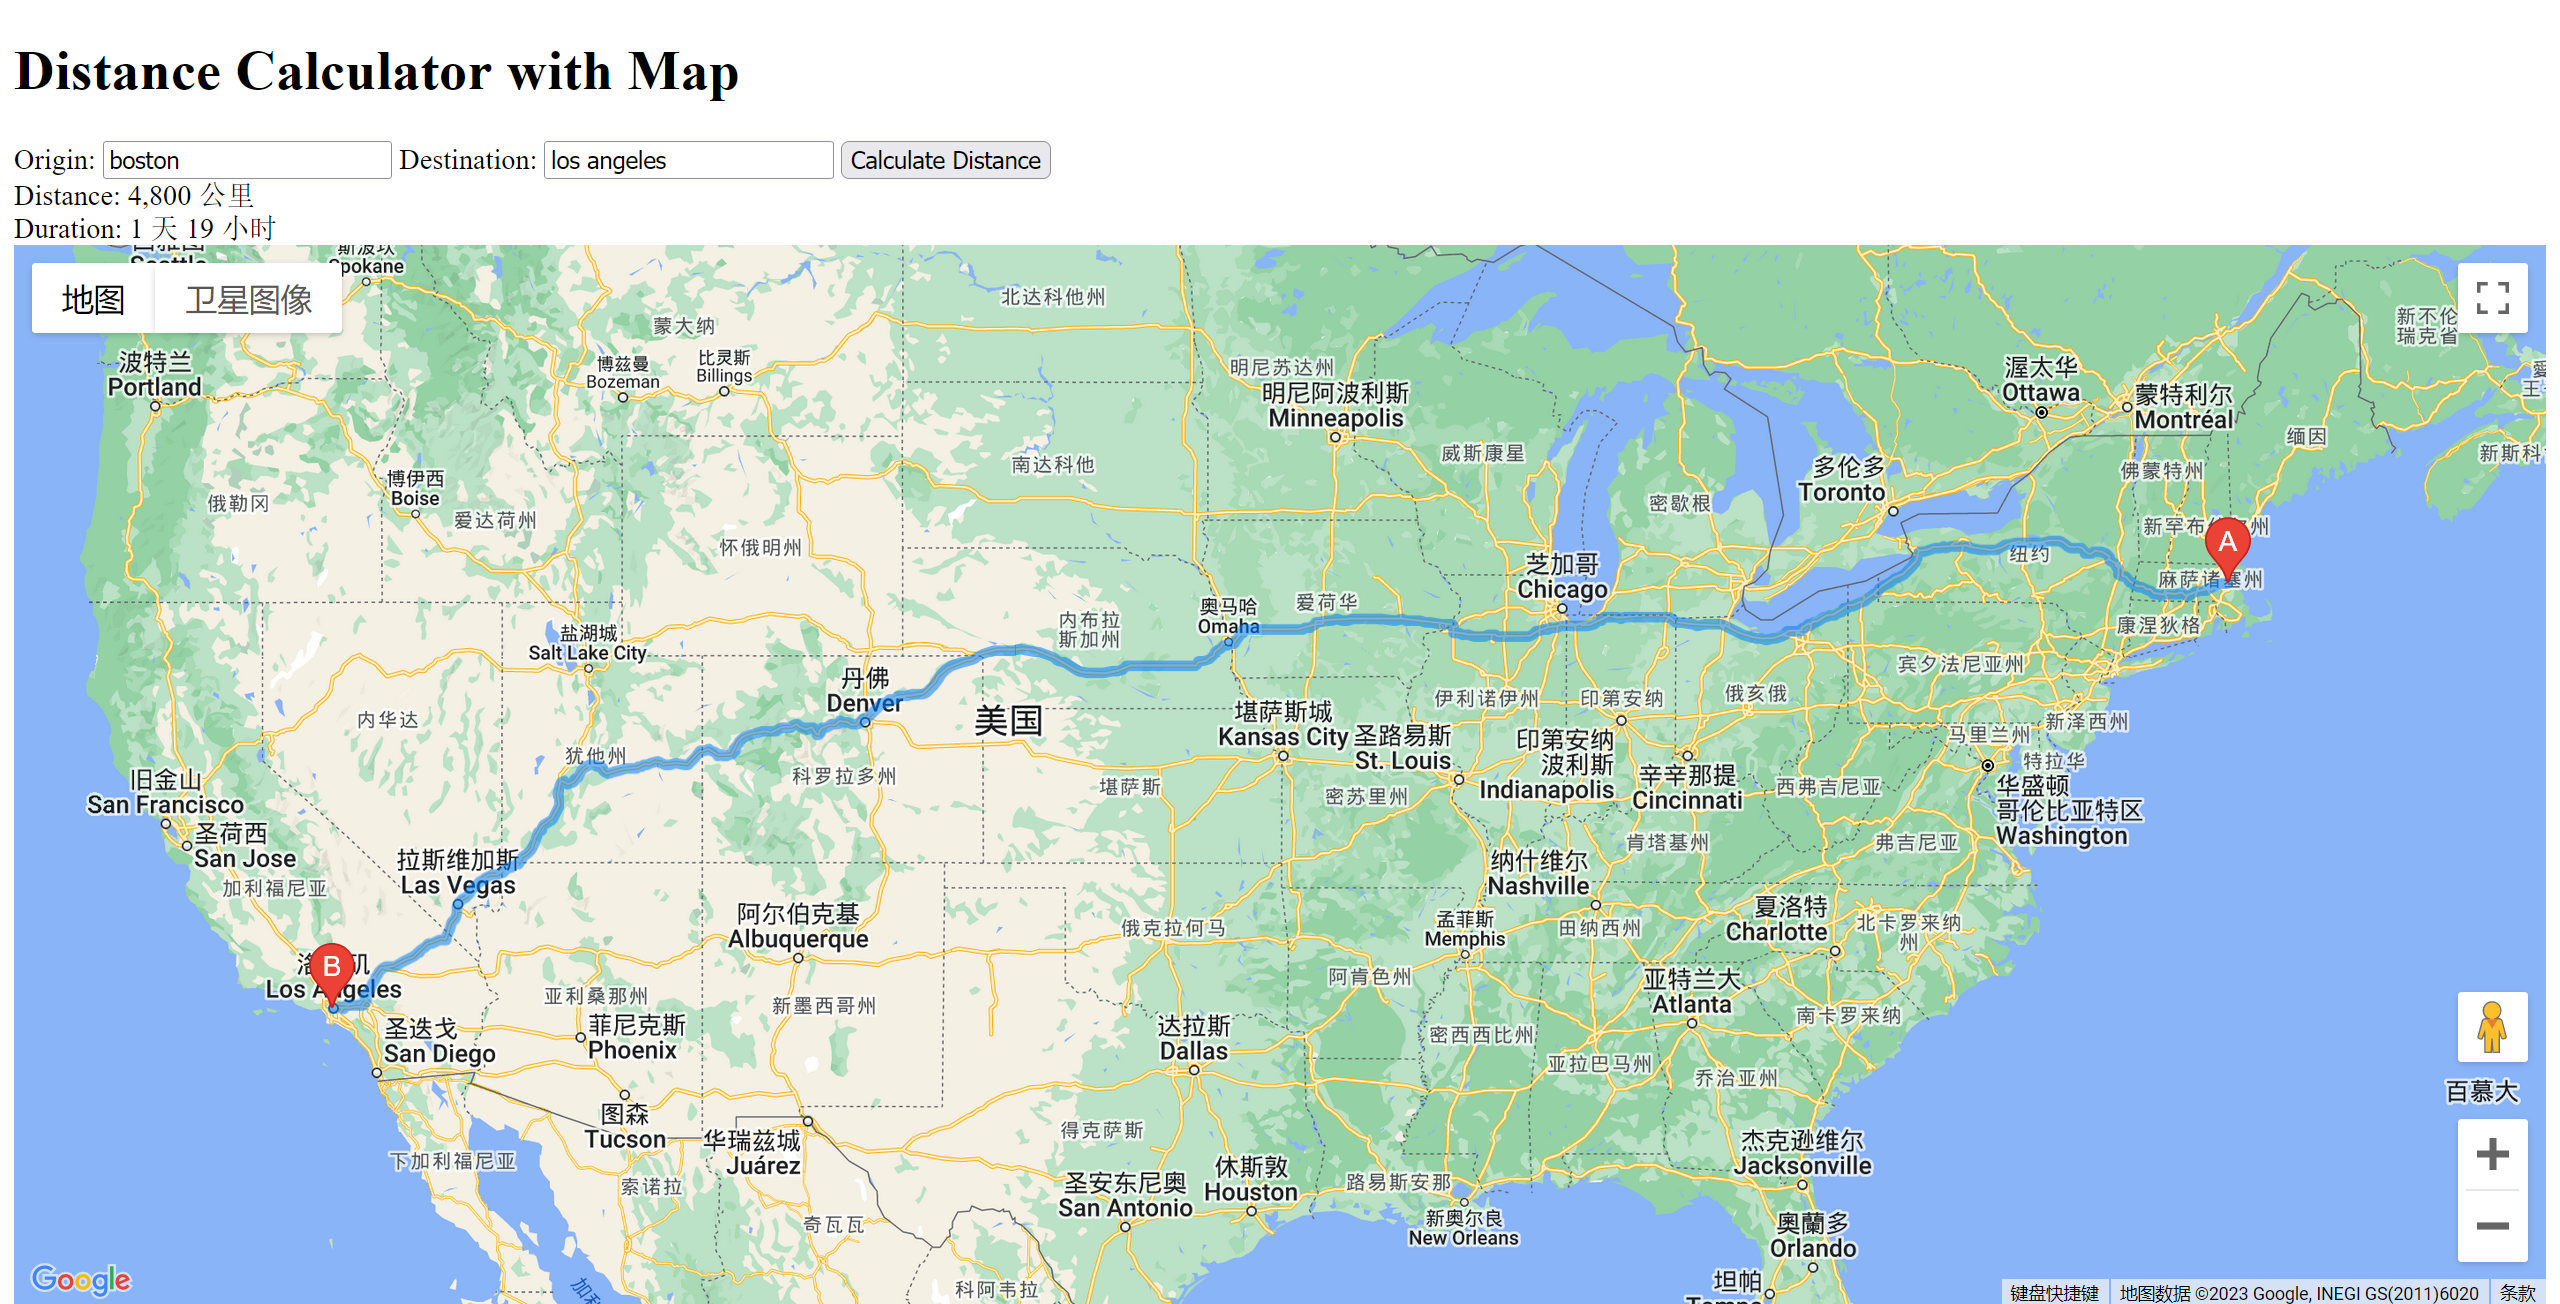 Distance Calculator with Map
Origin: boston Destination: los angeles Calculate Distance
Distance: 4,800 公里
Duration: 1 天 19 小时
地图 卫星图像
斯波坎
Spokane
北达科他州
蒙大纳
新不伦
瑞克省
波特兰
Portland
博兹曼
Bozeman
比灵斯
Billings
明尼苏达州
明尼阿波利斯
Minneapolis
渥太华
Ottawa
蒙特利尔
Montréal
缅因
威斯康星
南达科他
多伦多
Toronto
佛蒙特州
新斯科
博伊西
Boise
俄勒冈
爱达荷州
密歇根
A
怀俄明州
纽约
芝加哥
Chicago
麻萨诸塞州
奥马哈
Omaha
爱荷华
内布拉
斯加州
康涅狄格
盐湖城
Salt Lake City
宾夕法尼亚州
丹佛
Denver
美国
伊利诺伊州
印第安纳
俄亥俄
内华达
堪萨斯城
Kansas City
圣路易斯
St. Louis
新泽西州
马里兰州
特拉华
犹他州
科罗拉多州
堪萨斯
密苏里州
印第安纳
波利斯
Indianapolis
辛辛那提
Cincinnati
西弗吉尼亚
华盛顿
哥伦比亚特区
Washington
旧金山
San Francisco
圣荷西
San Jose
肯塔基州
弗吉尼亚
拉斯维加斯
Las Vegas
加利福尼亚
纳什维尔
Nashville
阿尔伯克基
Albuquerque
俄克拉何马
孟菲斯
Memphis
田纳西州
夏洛特
Charlotte
北卡罗来纳
州
B
Los Angeles
阿肯色州
亚特兰大
Atlanta
亚利桑那州
新墨西哥州
南卡罗来纳
圣迭戈
San Diego
菲尼克斯
Phoenix
达拉斯
Dallas
密西西比州
亚拉巴马州
乔治亚州
百慕大
图森
Tucson
华瑞兹城
Juárez
得克萨斯
下加利福尼亚
杰克逊维尔
Jacksonville
索诺拉
圣安东尼奥
San Antonio
休斯敦
Houston
路易斯安那
新奥尔良
New Orleans
奇瓦瓦
奧蘭多
Orlando
科阿韦拉
坦帕
Google
键盘快捷键 地图数据 ©2023 Google, INEGI GS(2011)6020 条款